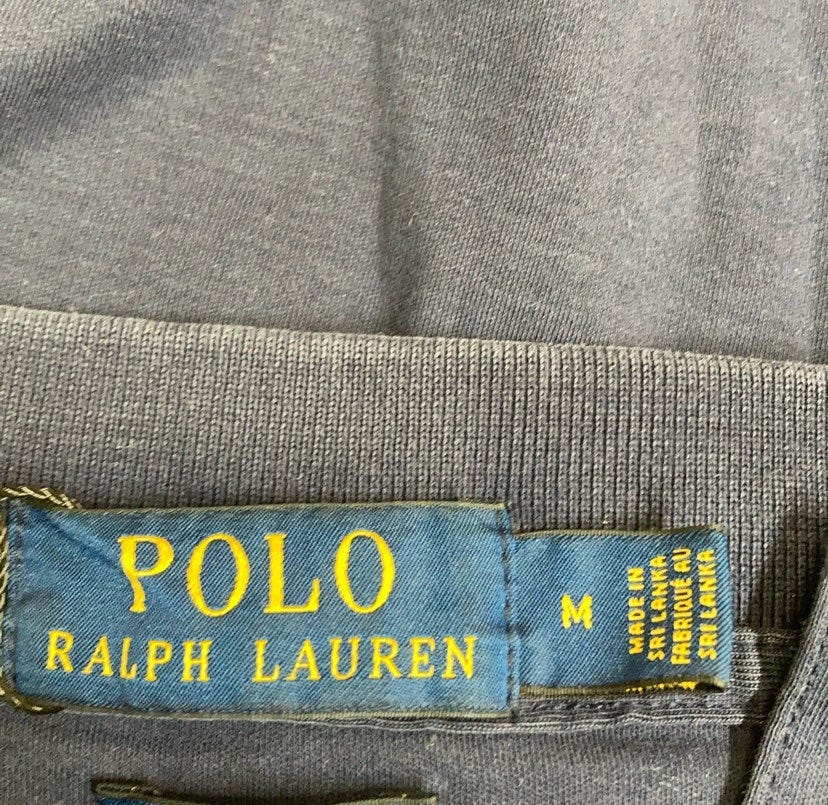 POLO
RALPH LAUREN
M
MADE IN
SRI LANKA
FABRIQUÉ AU
SRI LANKA